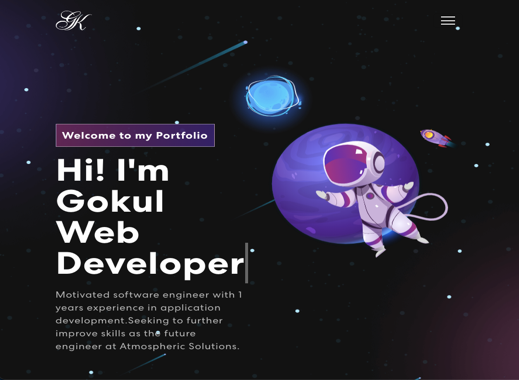 GK
Welcome to my Portfolio
Hi! I'm
Gokul
Web
Developer
Motivated software engineer with 1
years experience in application
development.Seeking to further
improve skills as the future
engineer at Atmospheric Solutions.